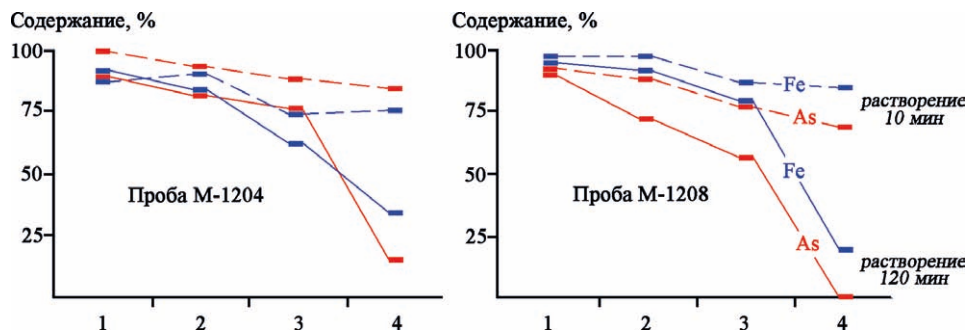 Содержание, %
100
75
50
25
Проба М-1204
1 2 3 4
Содержание, %
100
75
50
25
Fe
As
Fe
As
растворение
10 мин
Проба М-1208
растворение
120 мин
1 2 3 4